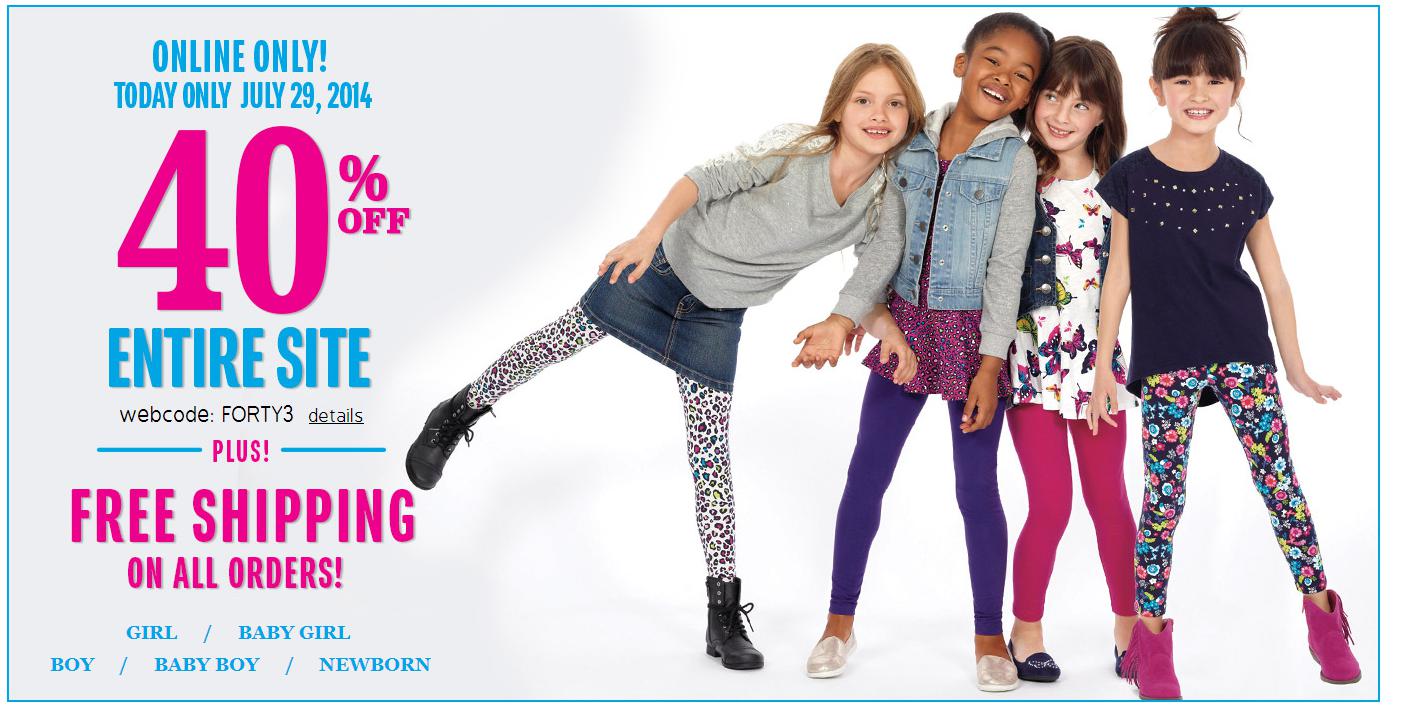 ONLINE ONLY!
TODAY ONLY JULY 29, 2014
40% OFF
ENTIRE SITE
webcode: FORTY3 details
PLUS!
FREE SHIPPING
ON ALL ORDERS!
GIRL / BABY GIRL
BOY / BABY BOY / NEWBORN